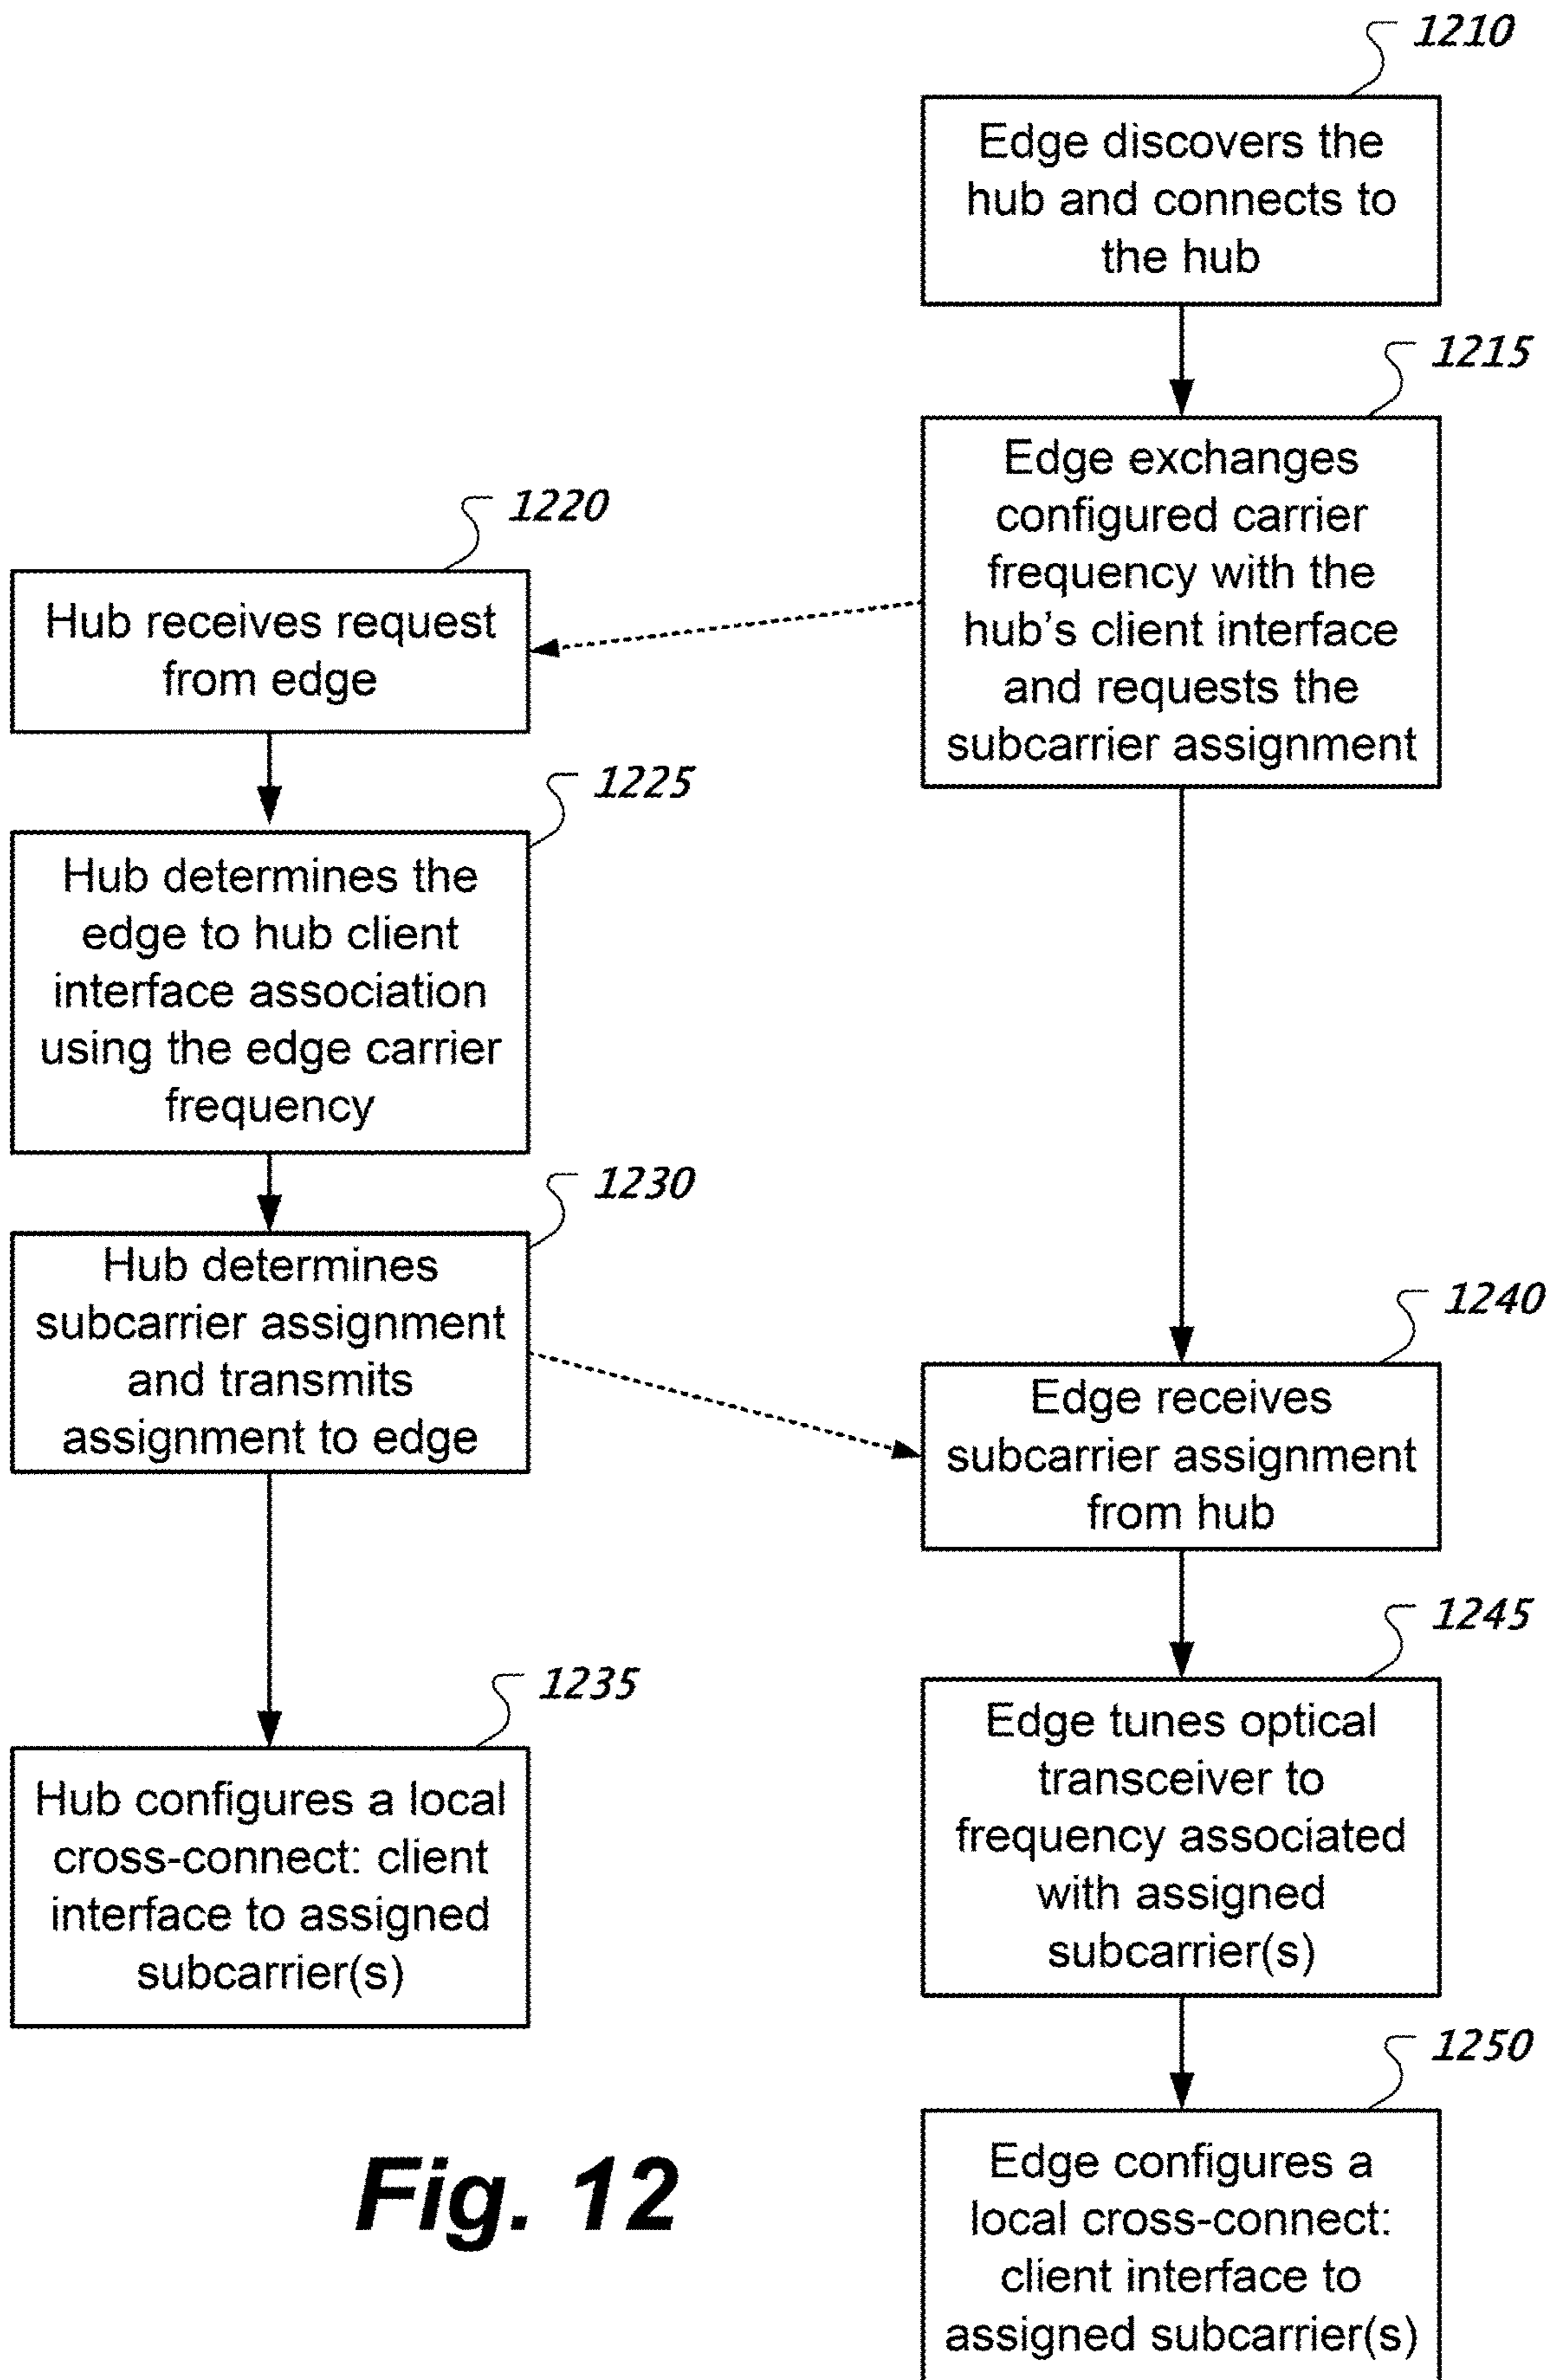 1210
Edge discovers the
hub and connects to
the hub
1215
Edge exchanges
configured carrier
frequency with the
hub's client interface
and requests the
subcarrier assignment
1220
Hub receives request
from edge
1225
Hub determines the
edge to hub client
interface association
using the edge carrier
frequency
1230
Hub determines
subcarrier assignment
and transmits
assignment to edge
1240
Edge receives
subcarrier assignment
from hub
1235
Hub configures a local
cross-connect: client
interface to assigned
subcarrier(s)
1245
Edge tunes optical
transceiver to
frequency associated
with assigned
subcarrier(s)
1250
Edge configures a
local cross-connect:
client interface to
assigned subcarrier(s)
Fig. 12